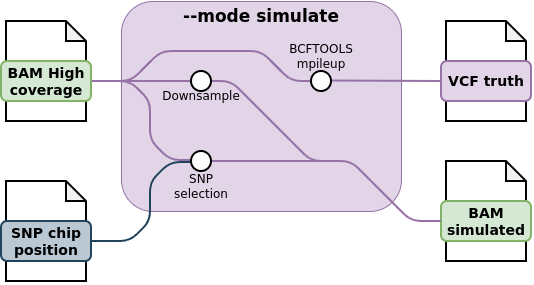 --mode simulate
BAM High
coverage
BCFTOOLS
mpileup
VCF truth
Downsample
SNP
selection
SNP chip
position
BAM
simulated